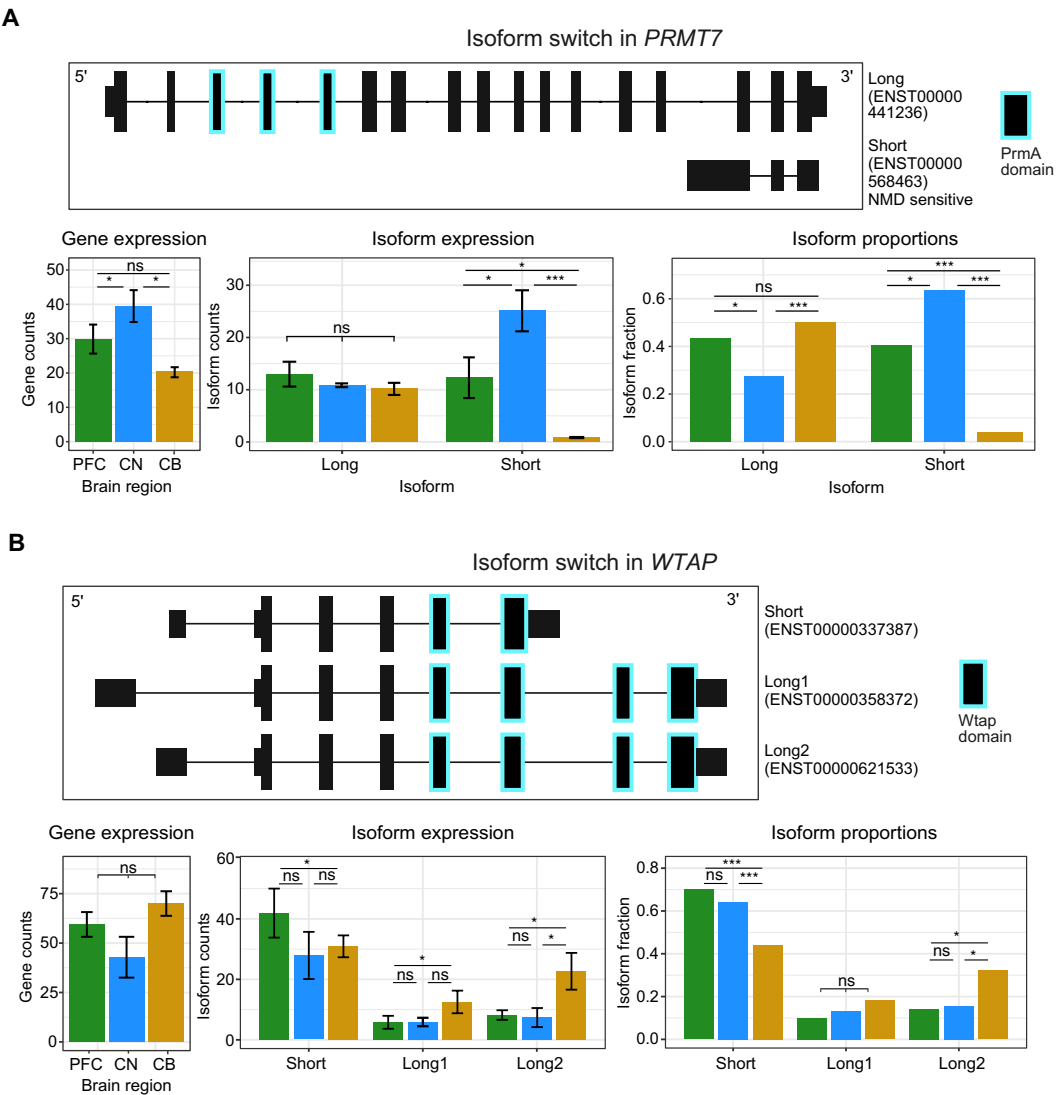 A
Isoform switch in PRMT7
5'
3'
Long
(ENST00000
441236)
Short
(ENST00000
568463)
NMD sensitive
PrmA
domain
Gene expression
Isoform expression
Isoform proportions
Gene counts
50
40
30
20
10
0
ns
*
*
PFC
CN
CB
Brain region
Isoform counts
30
20
10
0
ns
*
*
***
Long
Short
Isoform
Isoform fraction
0.6
0.4
0.2
0.0
ns
*
***
***
*
***
Long
Short
Isoform
B
Isoform switch in WTAP
5'
3'
Short
(ENST00000337387)
Long1
(ENST00000358372)
Long2
(ENST00000621533)
Wtap
domain
Gene expression
Isoform expression
Isoform proportions
Gene counts
75
50
25
0
ns
PFC
CN
CB
Brain region
Isoform counts
60
40
20
0
*
ns
ns
*
ns
ns
*
ns
*
Short
Long1
Long2
Isoform fraction
0.8
0.6
0.4
0.2
0.0
***
ns
***
ns
*
ns
*
Short
Long1
Long2